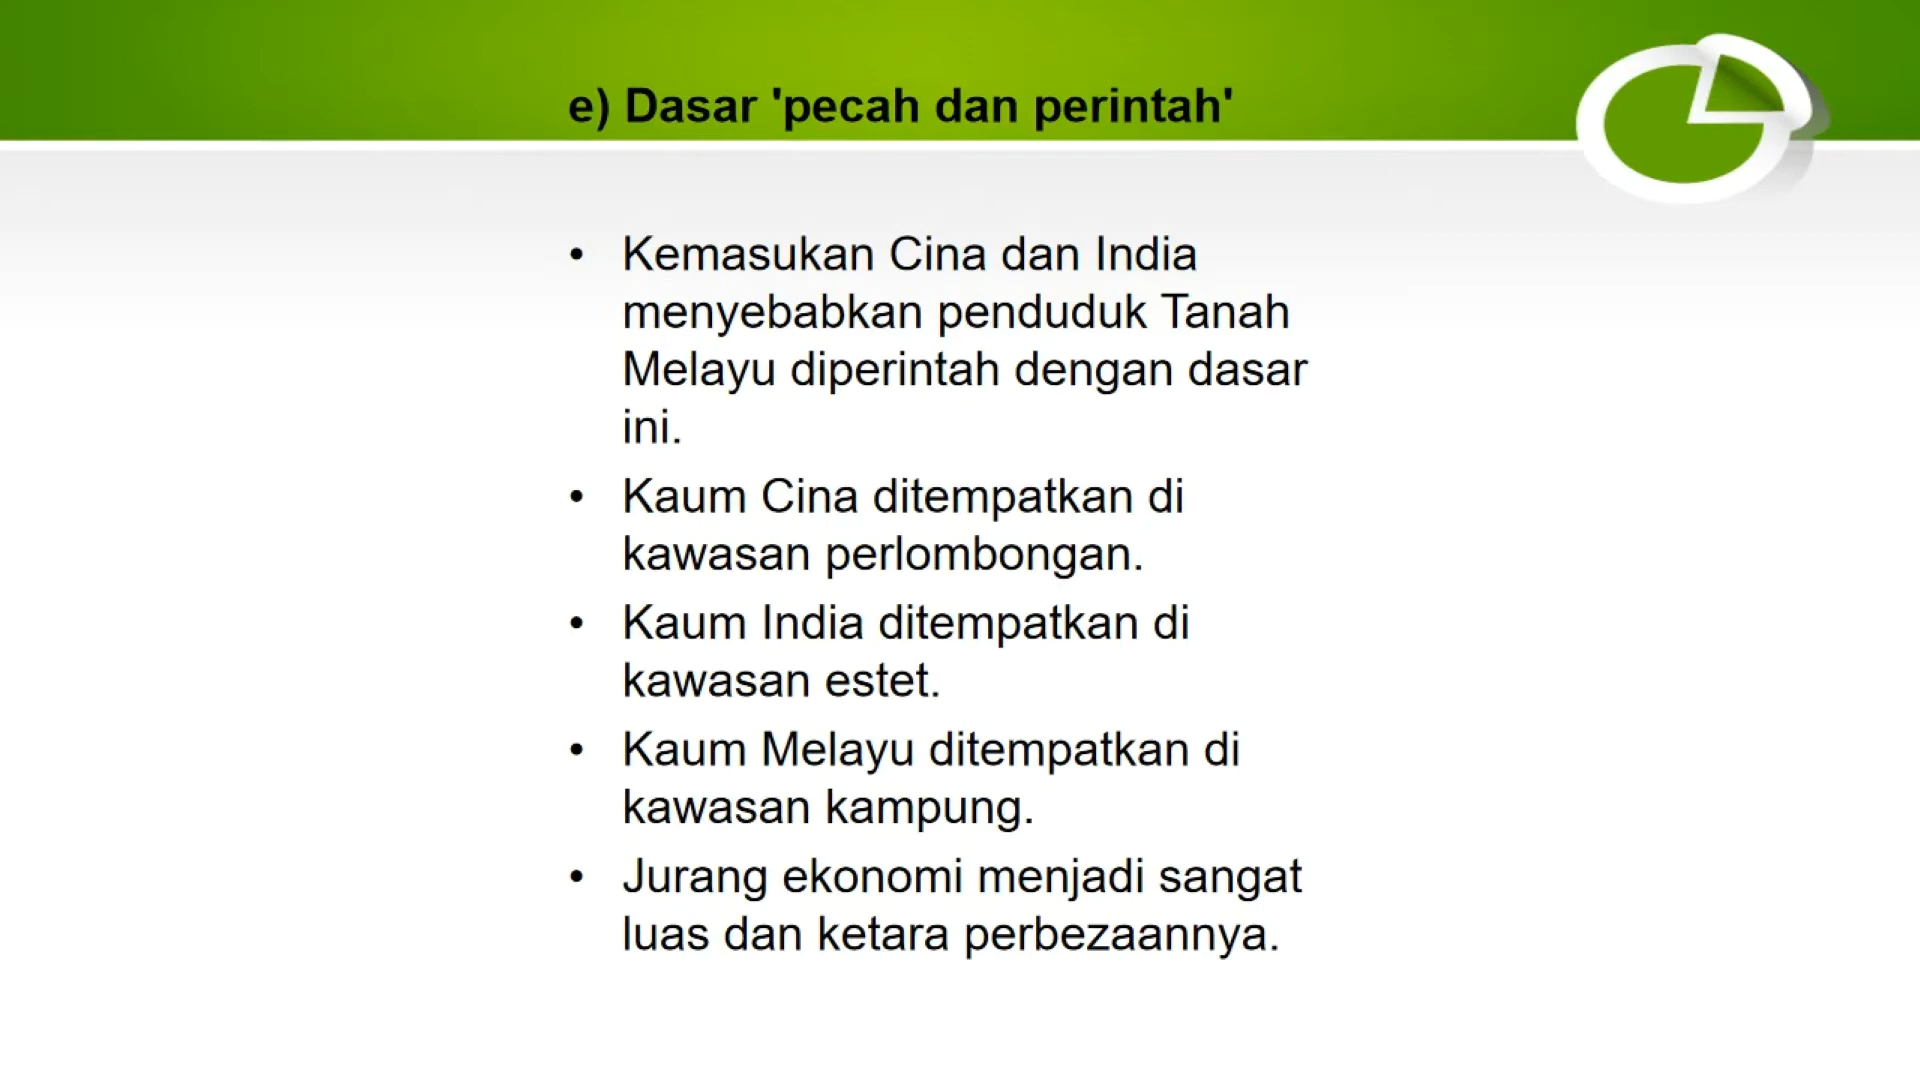 e) Dasar 'pecah dan perintah'
• Kemasukan Cina dan India
menyebabkan penduduk Tanah
Melayu diperintah dengan dasar
ini.
• Kaum Cina ditempatkan di
kawasan perlombongan.
• Kaum India ditempatkan di
kawasan estet.
• Kaum Melayu ditempatkan di
kawasan kampung.
• Jurang ekonomi menjadi sangat
luas dan ketara perbezaannya.